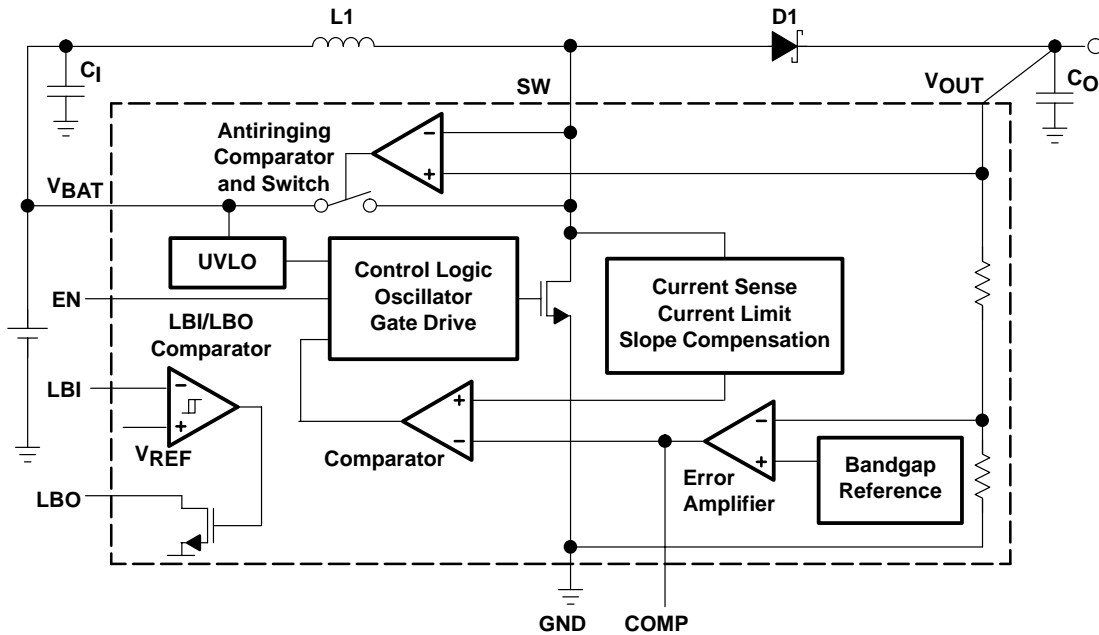 L1
D1
CI
SW
VOUT
CO
Antiringing
Comparator
and Switch
−
+
VBAT
UVLO
Control Logic
Oscillator
Gate Drive
Current Sense
Current Limit
Slope Compensation
EN
LBI/LBO
Comparator
LBI
−
+
VREF
+
−
Comparator
−
+
Error
Amplifier
Bandgap
Reference
LBO
GND
COMP